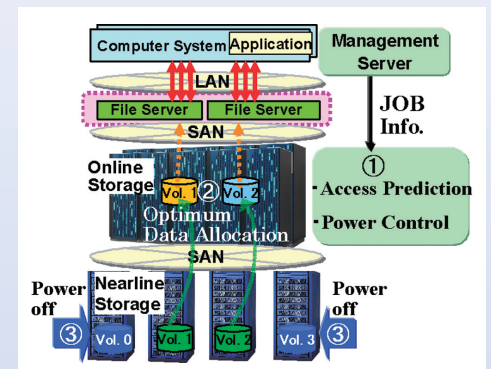 Computer System
Application
Management
Server
LAN
File Server
File Server
JOB
Info.
SAN
①
- Access Prediction
- Power Control
Online
Storage
Vol. 1
②
Vol. 2
Optimum
Data Allocation
SAN
Power
off
Nearline
Storage
Power
off
③
Vol. 0
Vol. 1
Vol. 2
Vol. 3
③